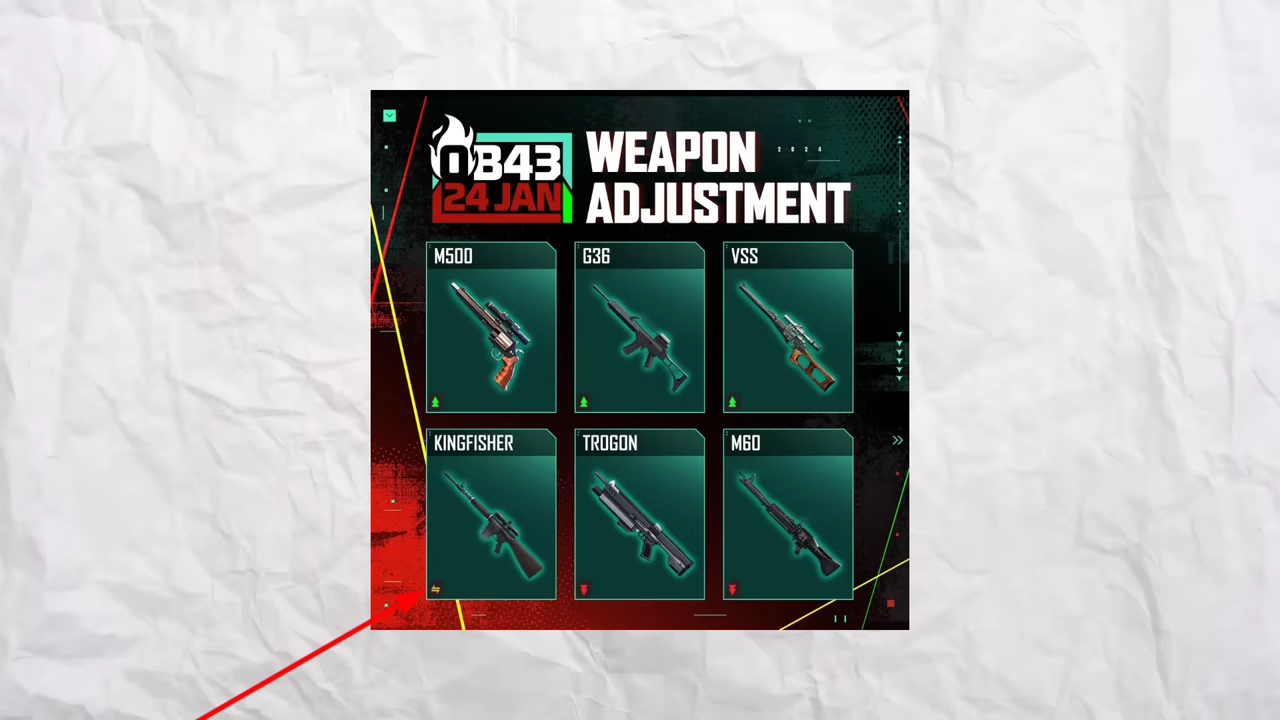 OB43
24 JAN
WEAPON
ADJUSTMENT
2024
M500
G36
VSS
KINGFISHER
TROGON
M60